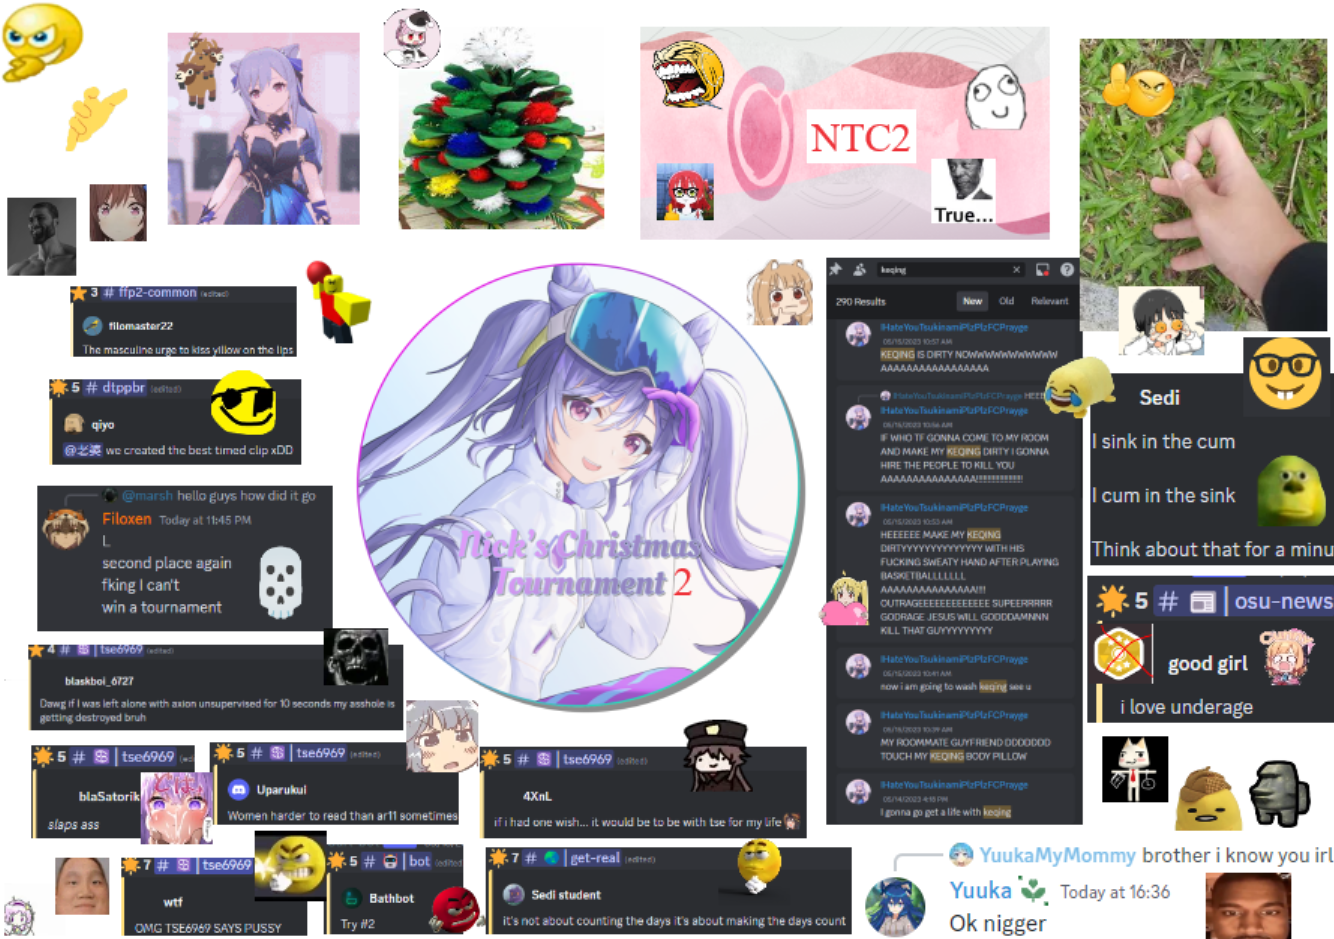 NTC2
True...
3 # ffp2-common (edited)
filomaster22
The masculine urge to kiss yillow on the lips
5 # dtppbr (edited)
qiyo
@老婆 we created the best timed clip xDD
@marsh hello guys how did it go
Filoxen Today at 11:45 PM
L
second place again
fking I can't
win a tournament
4 # | tse6969 (edited)
blaskboi_6727
Dawg if I was left alone with axion unsupervised for 10 seconds my asshole is
getting destroyed bruh
5 # | tse6969
blaSatorik
slaps ass
5 # | tse6969 (edited)
Uparukui
Women harder to read than ar11 sometimes
5 # | tse6969 (edited)
4XnL
if i had one wish... it would be to be with tse for my life
7 # | tse6969
wtf
OMG TSE6969 SAYS PUSSY
5 # | bot (edited)
Bathbot
Try #2
7 # | get-real (edited)
Sedi student
it's not about counting the days it's about making the days count
Nick's Christmas
Tournament 2
keqing
290 Results New Old Relevant
IHateYouTsukinamiPlzPlzFCPrayge
05/15/2023 10:57 AM
KEQING IS DIRTY NOWWWWWWWWWWWW
AAAAAAAAAAAAAAAAAA
IHateYouTsukinamiPlzPlzFCPrayge
IHateYouTsukinamiPlzPlzFCPrayge
05/15/2023 10:56 AM
IF WHO TF GONNA COME TO MY ROOM
AND MAKE MY KEQING DIRTY I GONNA
HIRE THE PEOPLE TO KILL YOU
AAAAAAAAAAAAAAAA!!!!!!!!!!!!!!!!!!
IHateYouTsukinamiPlzPlzFCPrayge
05/15/2023 10:53 AM
HEEEEEE MAKE MY KEQING
DIRTYYYYYYYYYYYYYY WITH HIS
FUCKING SWEATY HAND AFTER PLAYING
BASKETBALLLLLLL
AAAAAAAAAAAAAAAA!!!!
OUTRAGEEEEEEEEEEEEE SUPEERRRRR
GODRAGE JESUS WILL GOODDAMNNN
KILL THAT GUYYYYYYYYY
IHateYouTsukinamiPlzPlzFCPrayge
05/15/2023 10:41 AM
now i am going to wash keqing see u
IHateYouTsukinamiPlzPlzFCPrayge
05/15/2023 10:39 AM
MY ROOMMATE GUYFRIEND DDDDDDD
TOUCH MY KEQING BODY PILLOW
IHateYouTsukinamiPlzPlzFCPrayge
05/14/2023 4:18 PM
I gonna go get a life with keqing
Sedi
I sink in the cum
I cum in the sink
Think about that for a minu
5 # | osu-news
good girl
i love underage
YuukaMyMommy brother i know you irl
Yuuka Today at 16:36
Ok nigger